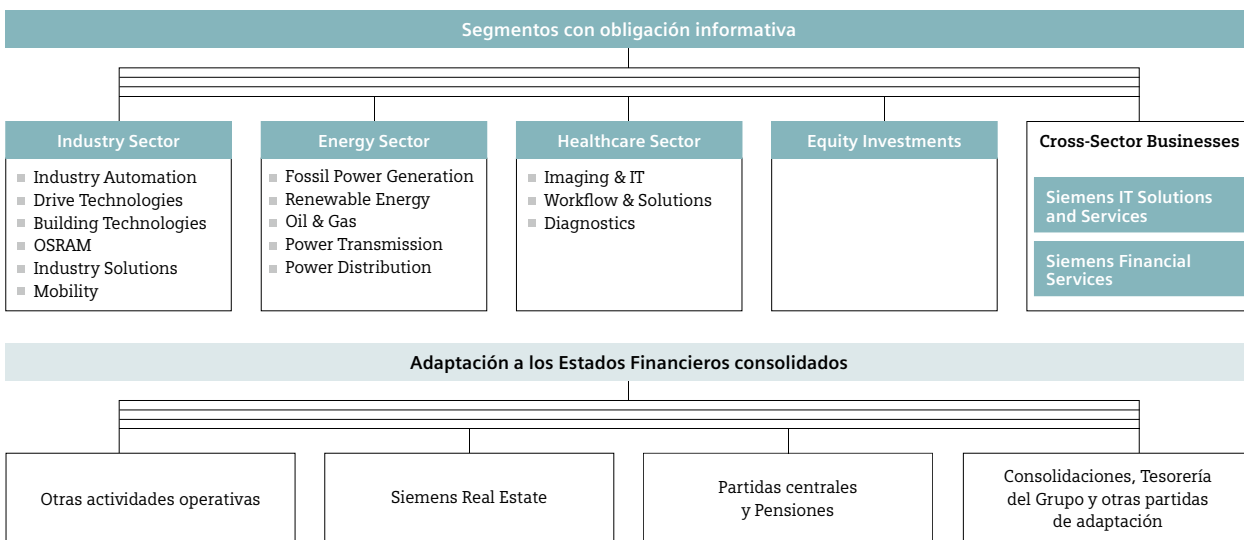 Segmentos con obligación informativa
Industry Sector
Industry Automation
Drive Technologies
Building Technologies
OSRAM
Industry Solutions
Mobility
Energy Sector
Fossil Power Generation
Renewable Energy
Oil & Gas
Power Transmission
Power Distribution
Healthcare Sector
Imaging & IT
Workflow & Solutions
Diagnostics
Equity Investments
Cross-Sector Businesses
Siemens IT Solutions
and Services
Siemens Financial
Services
Adaptación a los Estados Financieros consolidados
Otras actividades operativas
Siemens Real Estate
Partidas centrales
y Pensiones
Consolidaciones, Tesorería
del Grupo y otras partidas
de adaptación